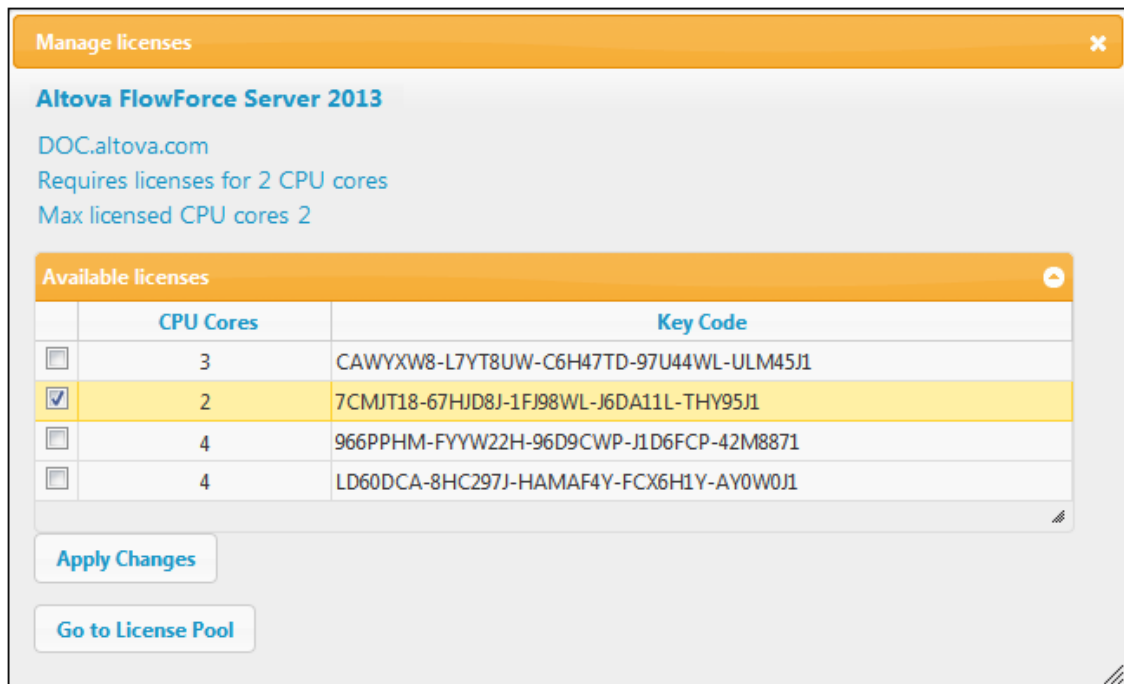 Manage licenses
Altova FlowForce Server 2013
DOC.altova.com
Requires licenses for 2 CPU cores
Max licensed CPU cores 2
Available licenses
CPU Cores Key Code
3 CAWYXW8-L7YT8UW-C6H47TD-97U44WL-ULM45J1
2 7CMJT18-67HJD8J-1FJ98WL-J6DA11L-THY95J1
4 966PPHM-FYYW22H-96D9CWP-J1D6FCP-42M8871
4 LD60DCA-8HC297J-HAMAF4Y-FCX6H1Y-AY0W0J1
Apply Changes
Go to License Pool